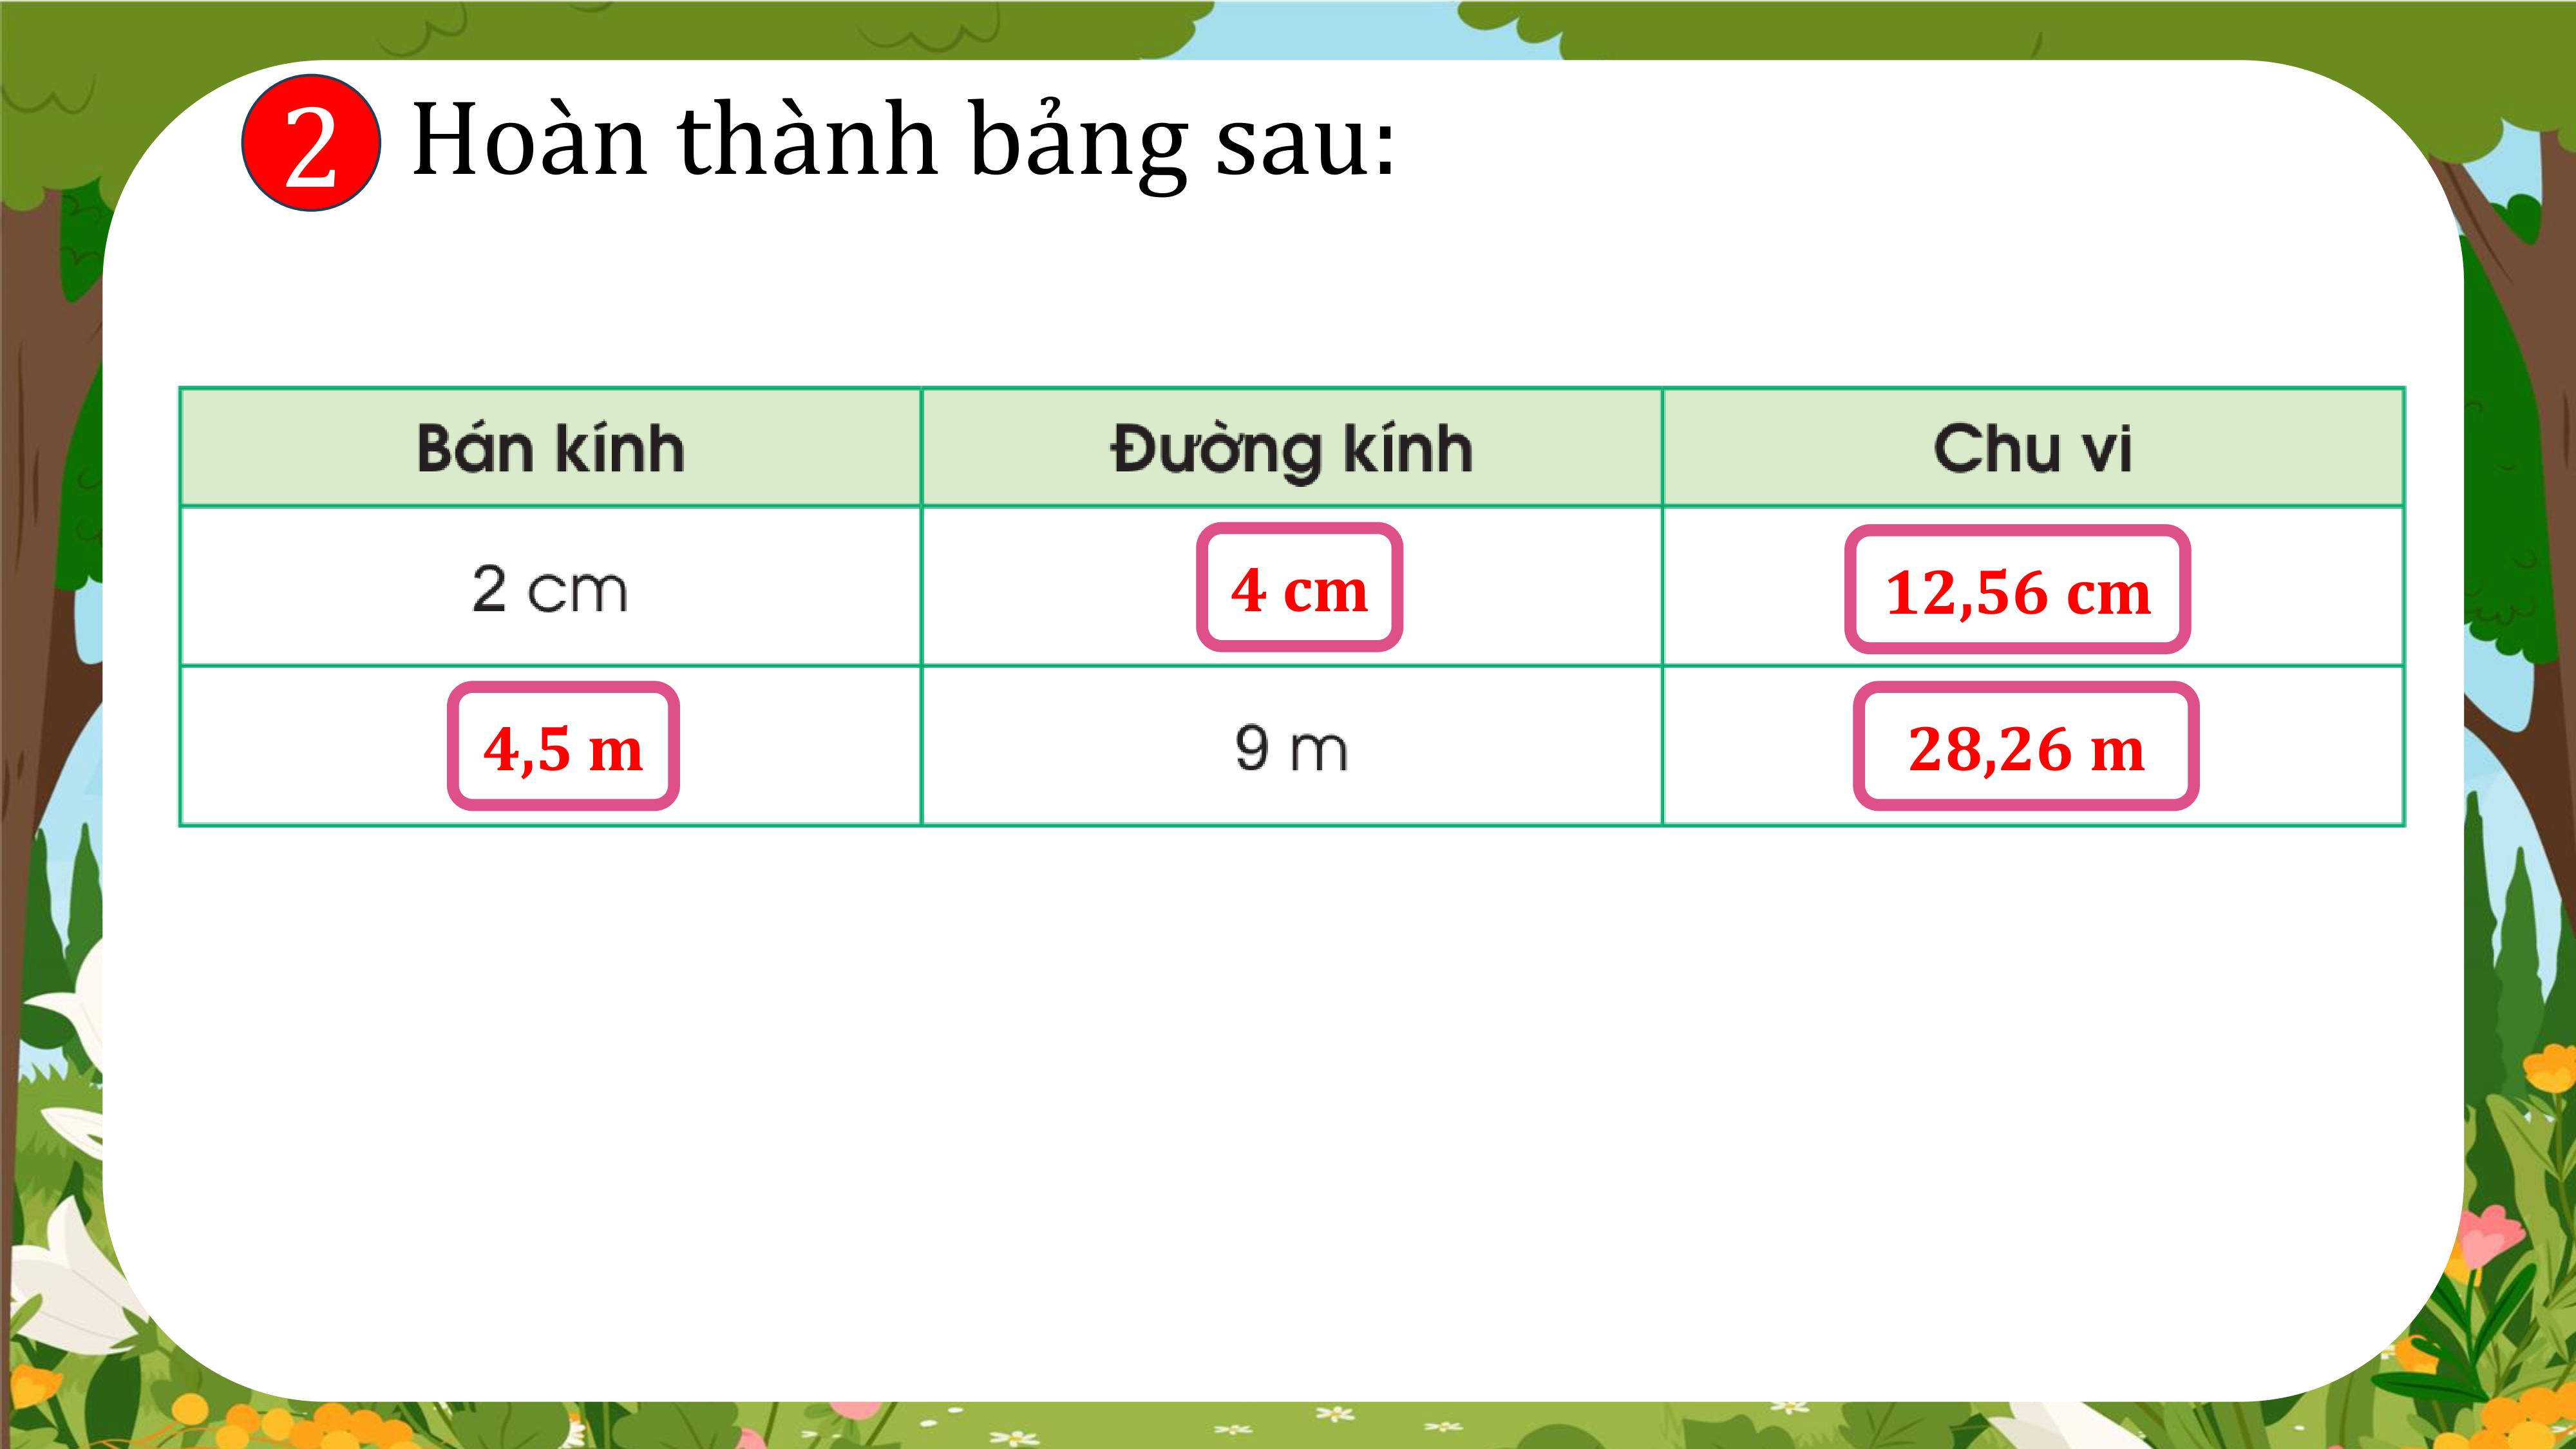 2 Hoàn thành bảng sau:
Bán kính Đường kính Chu vi
2 cm 4 cm 12,56 cm
4,5 m 9 m 28,26 m